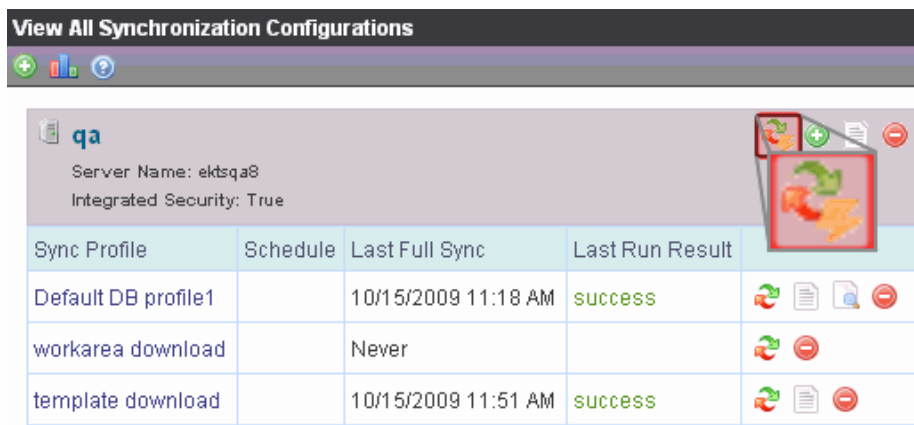 View All Synchronization Configurations
qa
Server Name: ektsqa8
Integrated Security: True
Sync Profile Schedule Last Full Sync Last Run Result
Default DB profile1 10/15/2009 11:18 AM success
workarea download Never
template download 10/15/2009 11:51 AM success